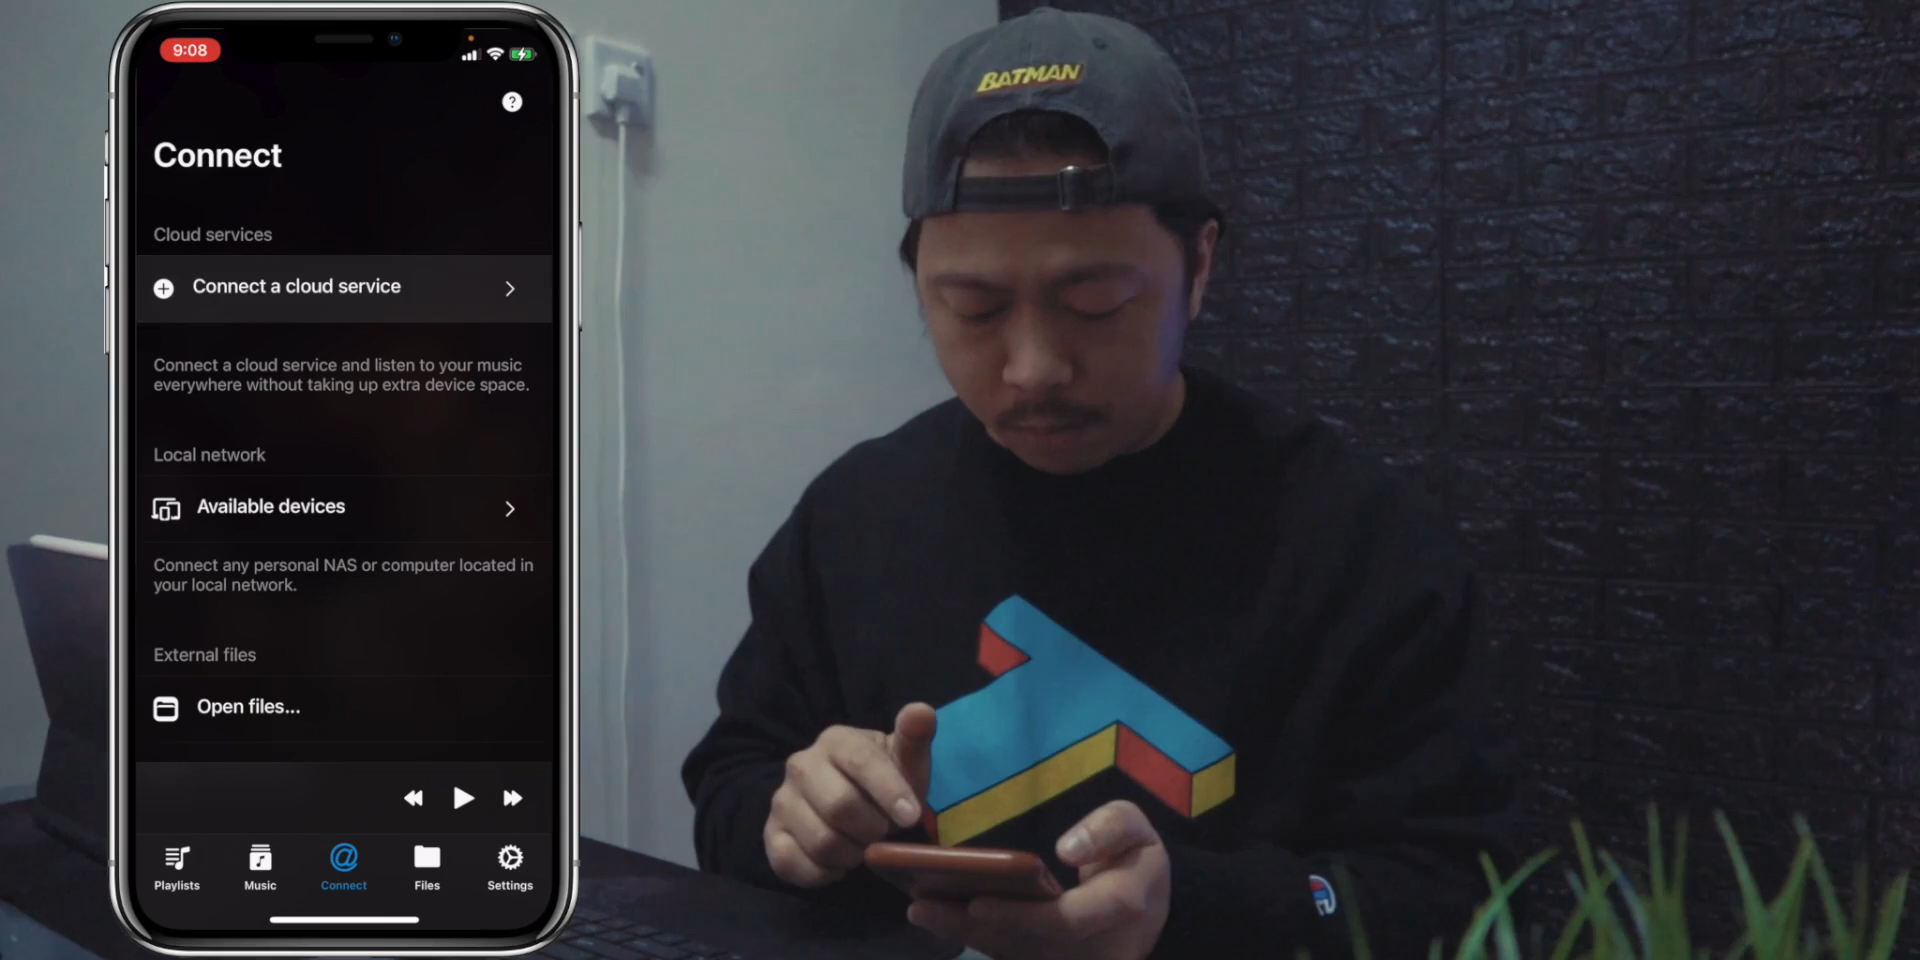 9:08
?
Connect
Cloud services
Connect a cloud service
Connect a cloud service and listen to your music
everywhere without taking up extra device space.
Local network
Available devices
Connect any personal NAS or computer located in
your local network.
External files
Open files...
Playlists
Music
@
Connect
Files
Settings
BATMAN